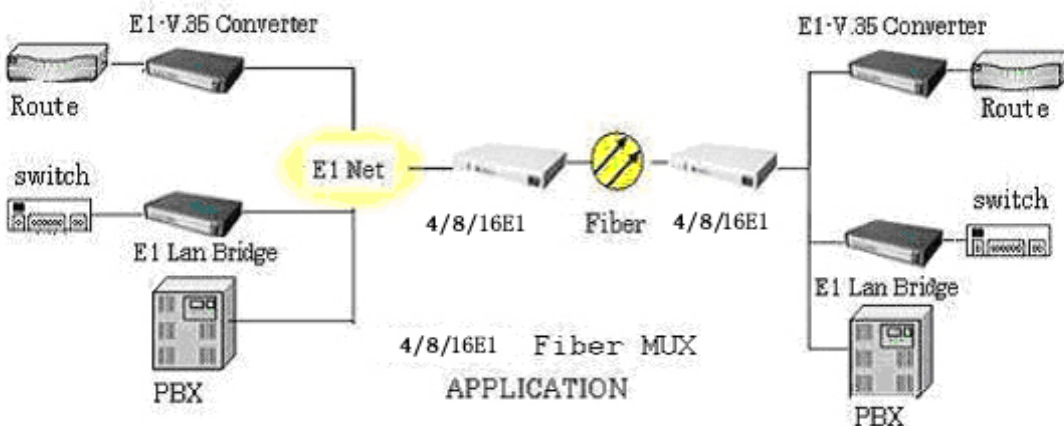 E1-V.35 Converter
Route
E1 Net
switch
E1 Lan Bridge
PBX
4/8/16E1
Fiber
4/8/16E1
E1-V.35 Converter
Route
switch
E1 Lan Bridge
PBX
4/8/16E1 Fiber MUX
APPLICATION